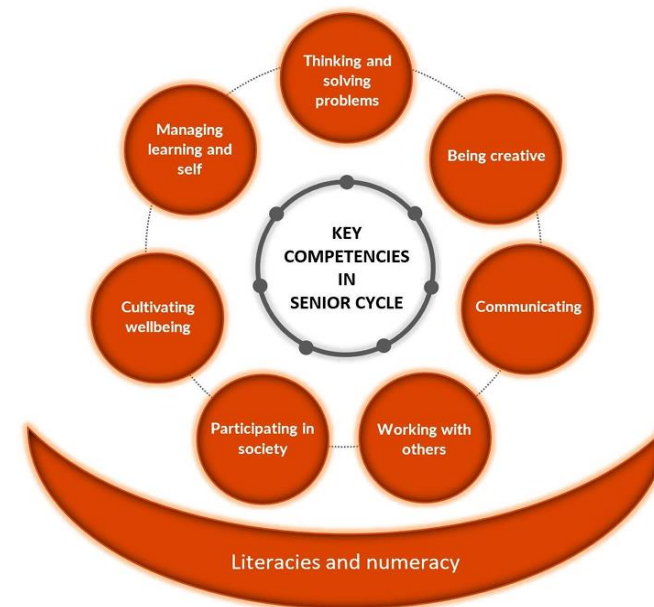 Thinking and
solving
problems
Being creative
Communicating
Working with
others
Participating in
society
Cultivating
wellbeing
Managing
learning and
self
KEY
COMPETENCIES
IN
SENIOR CYCLE
Literacies and numeracy